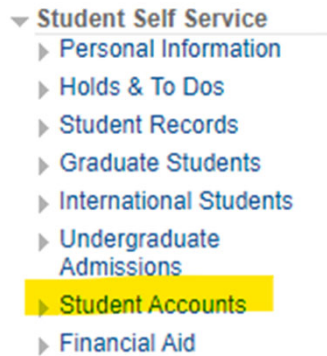 Student Self Service
Personal Information
Holds & To Dos
Student Records
Graduate Students
International Students
Undergraduate
Admissions
Student Accounts
Financial Aid